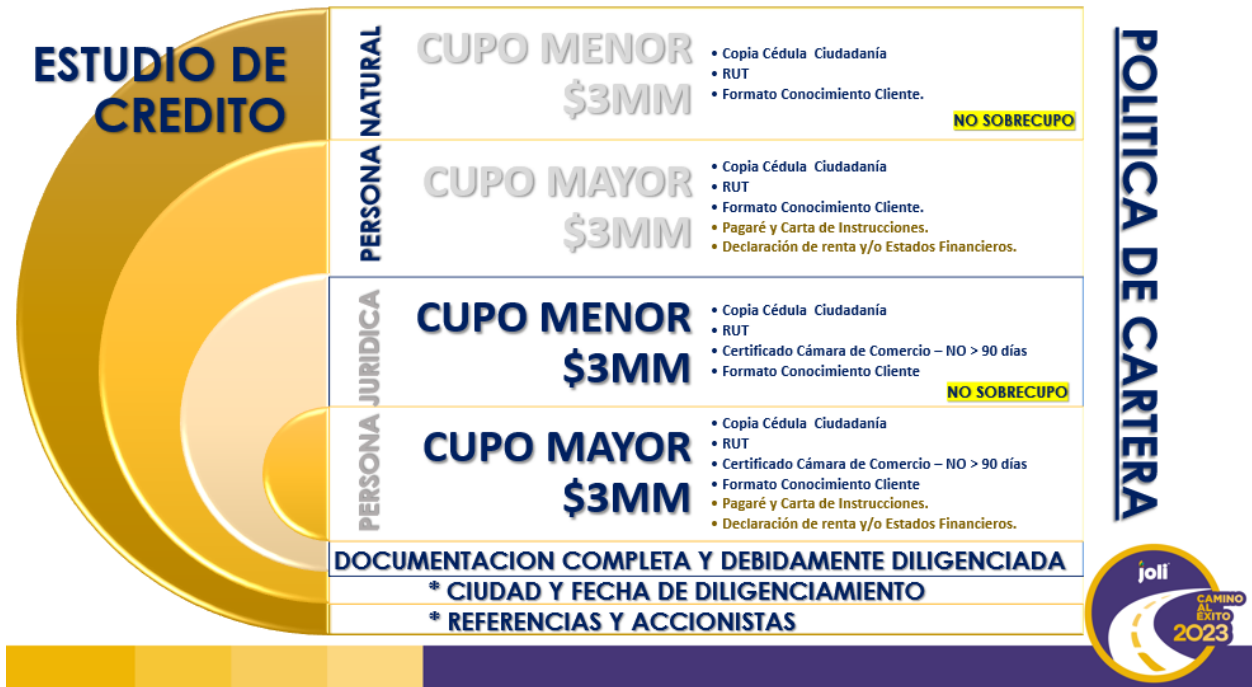 ESTUDIO DE
CREDITO
PERSONA NATURAL
CUPO MENOR
$3MM
• Copia Cédula Ciudadanía
• RUT
• Formato Conocimiento Cliente.
NO SOBRECUPO
CUPO MAYOR
$3MM
• Copia Cédula Ciudadanía
• RUT
• Formato Conocimiento Cliente.
• Pagaré y Carta de Instrucciones.
• Declaración de renta y/o Estados Financieros.
PERSONA JURIDICA
CUPO MENOR
$3MM
• Copia Cédula Ciudadanía
• RUT
• Certificado Cámara de Comercio – NO > 90 días
• Formato Conocimiento Cliente
NO SOBRECUPO
CUPO MAYOR
$3MM
• Copia Cédula Ciudadanía
• RUT
• Certificado Cámara de Comercio – NO > 90 días
• Formato Conocimiento Cliente
• Pagaré y Carta de Instrucciones.
• Declaración de renta y/o Estados Financieros.
DOCUMENTACION COMPLETA Y DEBIDAMENTE DILIGENCIADA
* CIUDAD Y FECHA DE DILIGENCIAMIENTO
* REFERENCIAS Y ACCIONISTAS
POLITICA DE CARTERA
joli
CAMINO
AL
ÉXITO
2023